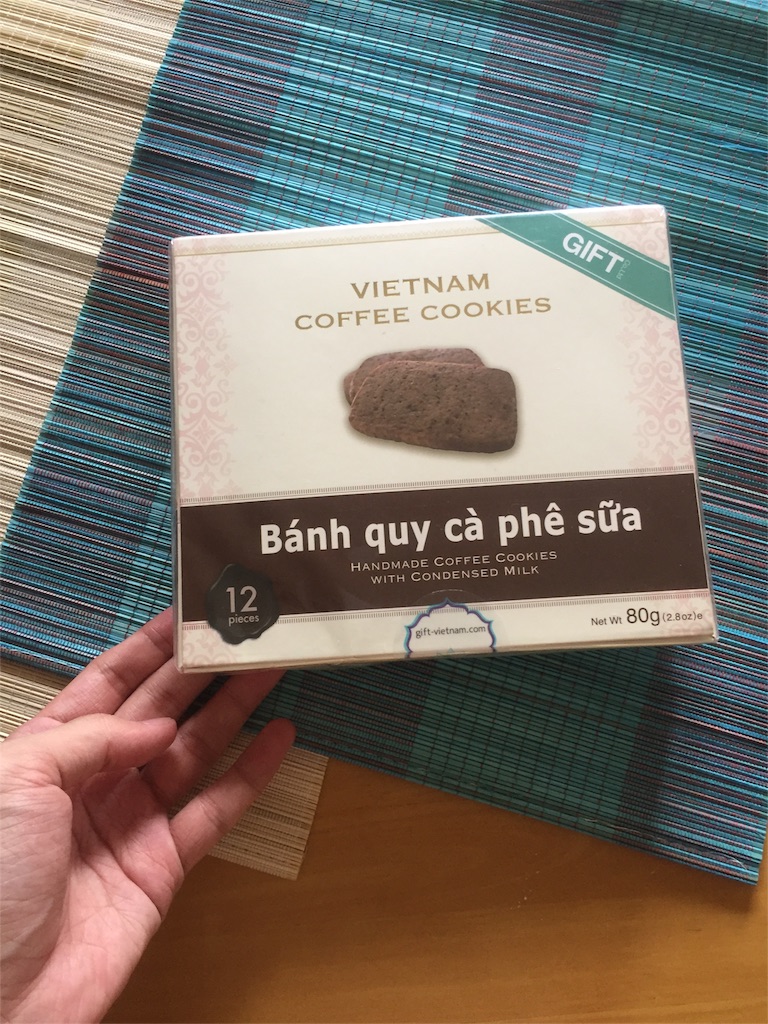 GIFT
VIETNAM
COFFEE COOKIES
Bánh quy cà phê sữa
HANDMADE COFFEE COOKIES
WITH CONDENSED MILK
12
pieces
gift-vietnam.com
Net Wt 80g (2.8oz)e